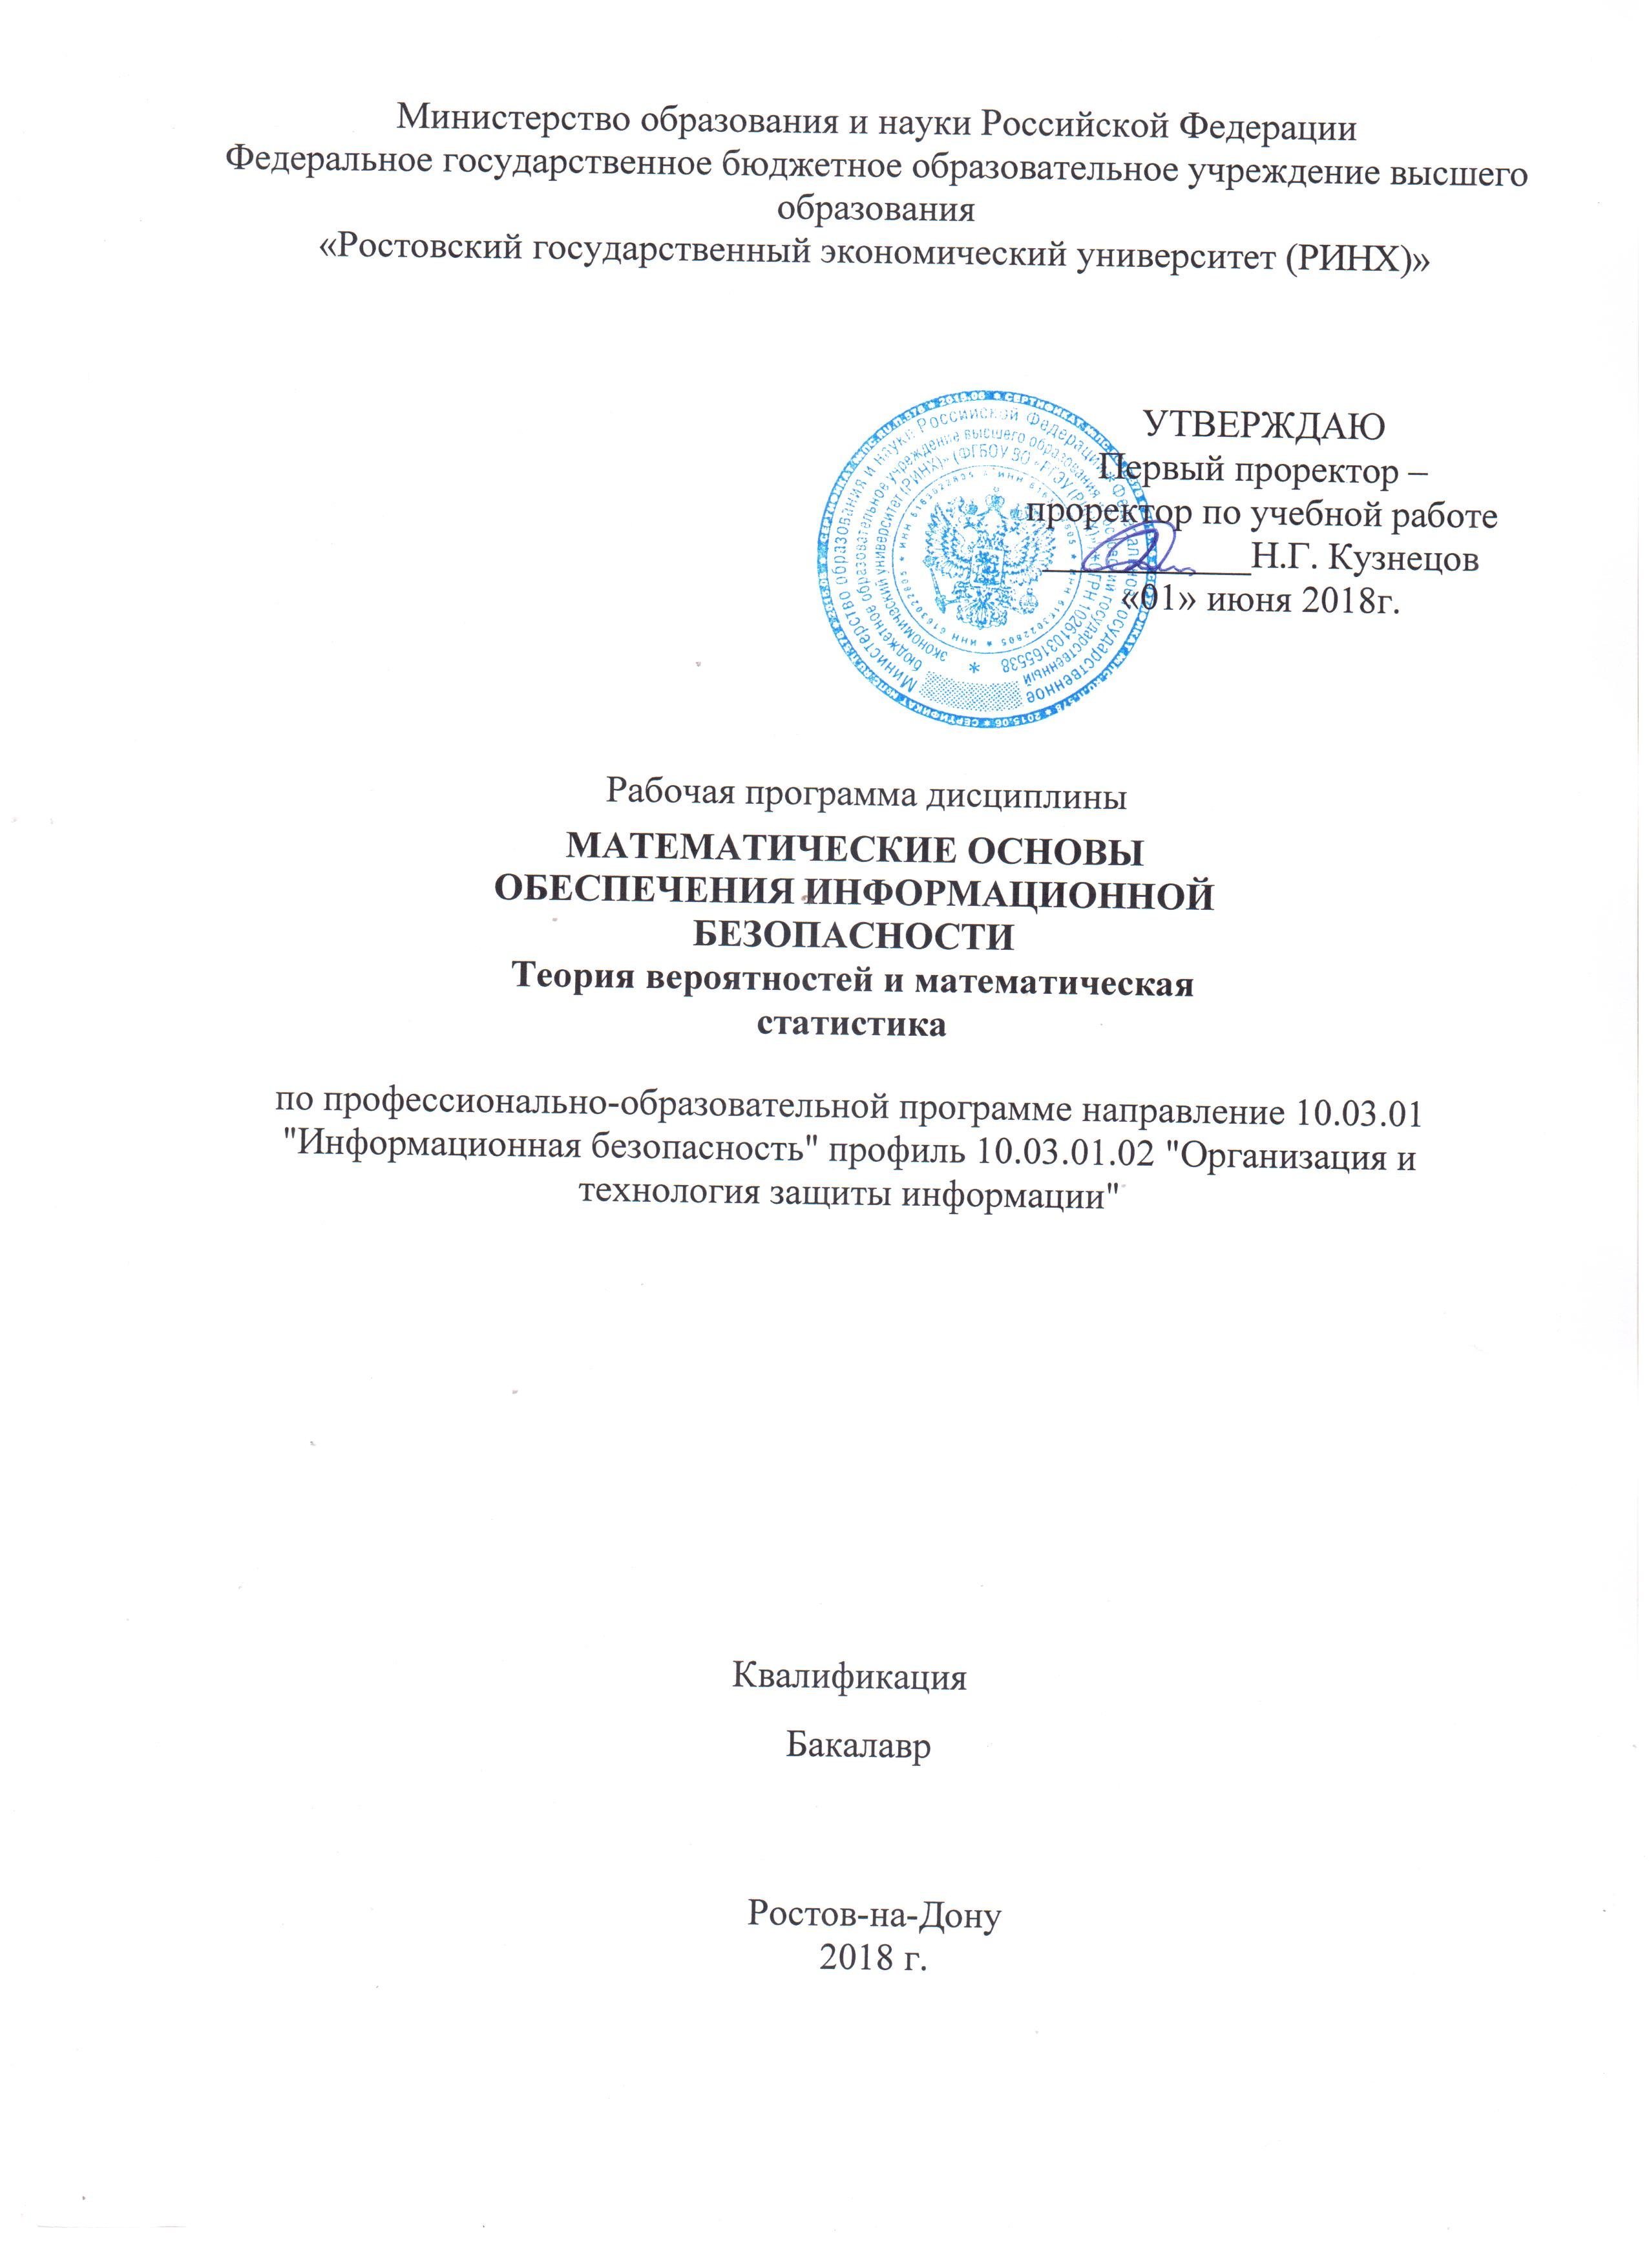 Министерство образования и науки Российской Федерации
Федеральное государственное бюджетное образовательное учреждение высшего
образования
«Ростовский государственный экономический университет (РИНХ)»
УТВЕРЖДАЮ
Первый проректор –
проректор по учебной работе
____________Н.Г. Кузнецов
«01» июня 2018г.
Рабочая программа дисциплины
МАТЕМАТИЧЕСКИЕ ОСНОВЫ
ОБЕСПЕЧЕНИЯ ИНФОРМАЦИОННОЙ
БЕЗОПАСНОСТИ
Теория вероятностей и математическая
статистика
по профессионально-образовательной программе направление 10.03.01
"Информационная безопасность" профиль 10.03.01.02 "Организация и
технология защиты информации"
Квалификация
Бакалавр
Ростов-на-Дону
2018 г.